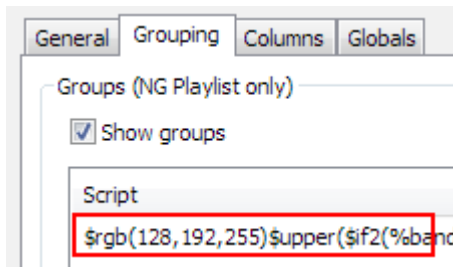 General Grouping Columns Globals
Groups (NG Playlist only)
Show groups
Script
$rgb(128,192,255)$upper($if2(%band